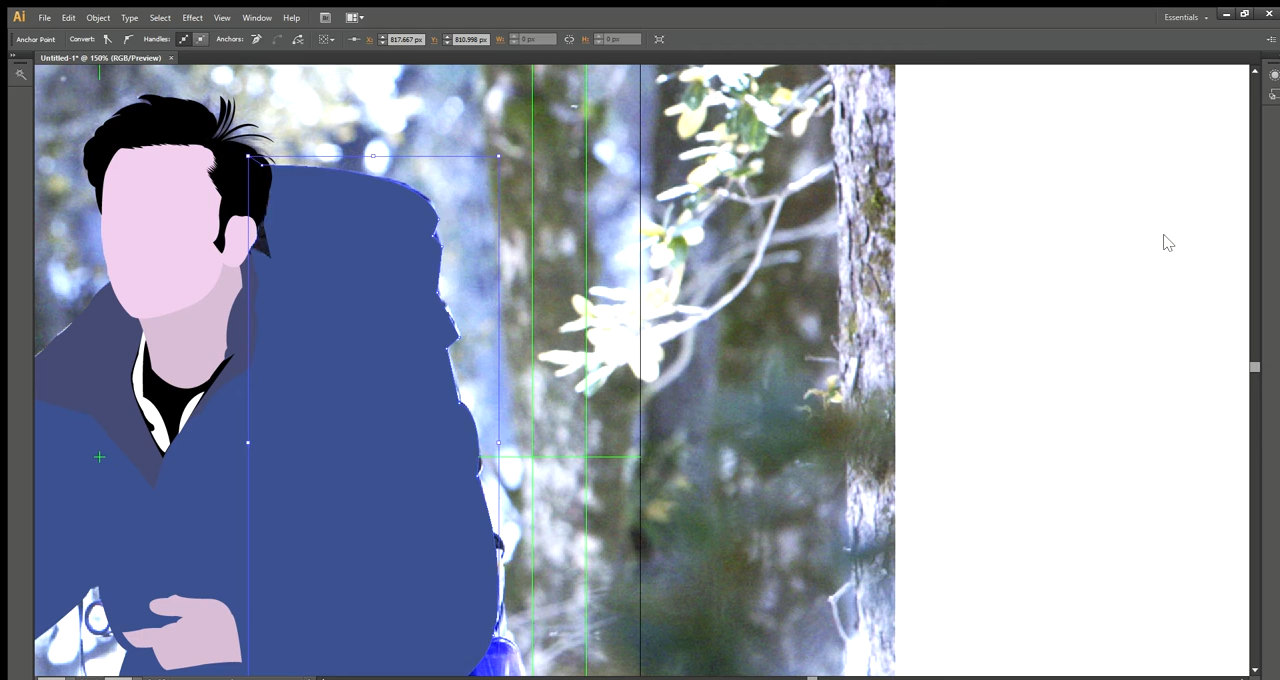 Ai File Edit Object Type Select Effect View Window Help Br Essentials
Anchor Point Convert: Handles: Anchors: X: 817.667 px Y: 810.998 px W: 0 px H: 0 px
Untitled-1* @ 150% (RGB/Preview) ×